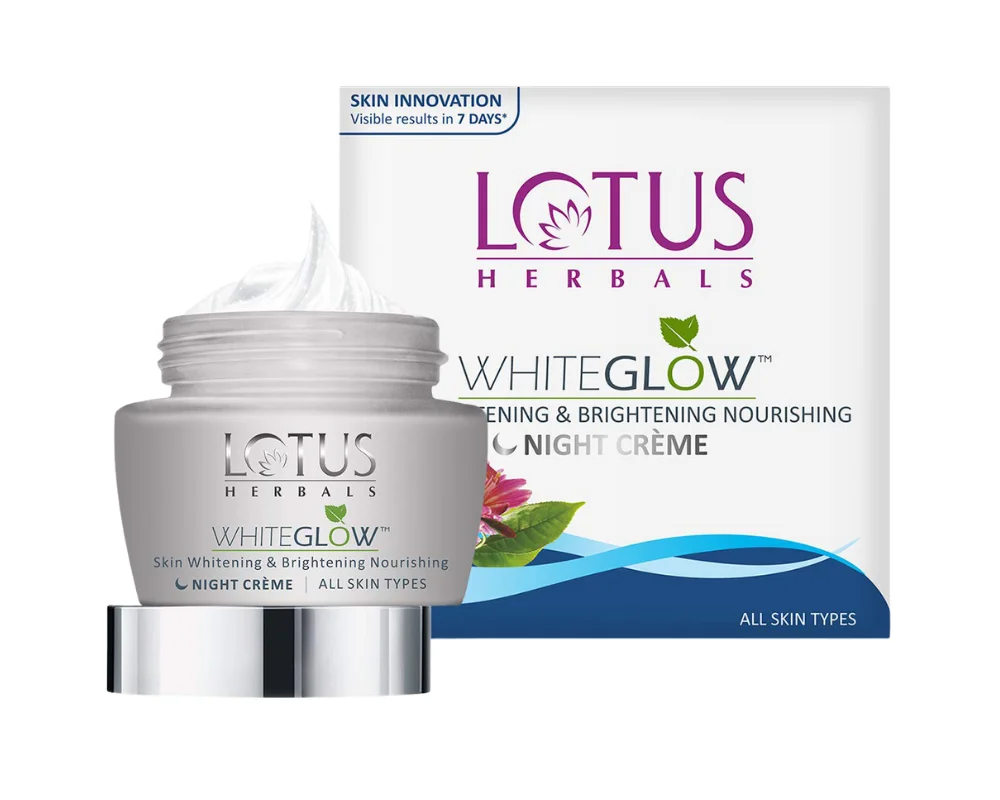 SKIN INNOVATION
Visible results in 7 DAYS*
LOTUS
HERBALS
WHITEGLOW™
& BRIGHTENING NOURISHING
NIGHT CRÈME
ALL SKIN TYPES
LOTUS
HERBALS
WHITEGLOW™
Skin Whitening & Brightening Nourishing
NIGHT CRÈME | ALL SKIN TYPES